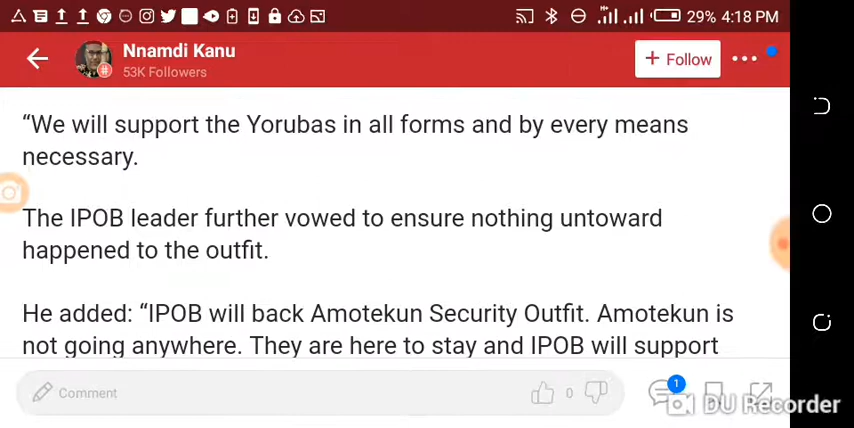 29% 4:18 PM
Nnamdi Kanu
53K Followers
+ Follow
“We will support the Yorubas in all forms and by every means
necessary.
The IPOB leader further vowed to ensure nothing untoward
happened to the outfit.
He added: “IPOB will back Amotekun Security Outfit. Amotekun is
not going anywhere. They are here to stay and IPOB will support
Comment
0
1
DU Recorder